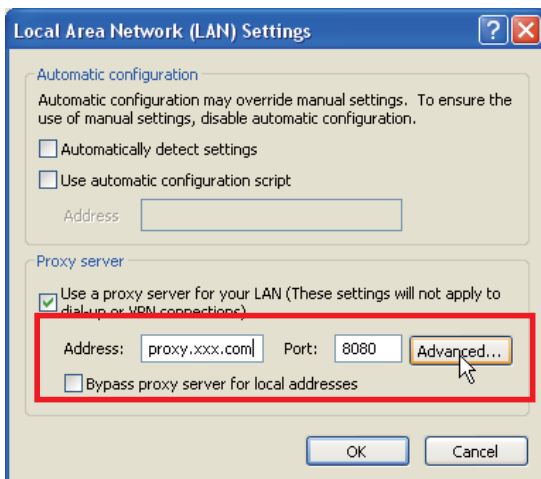 Local Area Network (LAN) Settings
Automatic configuration
Automatic configuration may override manual settings. To ensure the
use of manual settings, disable automatic configuration.
Automatically detect settings
Use automatic configuration script
Address
Proxy server
Use a proxy server for your LAN (These settings will not apply to
dial-up or VPN connections)
Address: proxy.xxx.com Port: 8080 Advanced...
Bypass proxy server for local addresses
OK Cancel